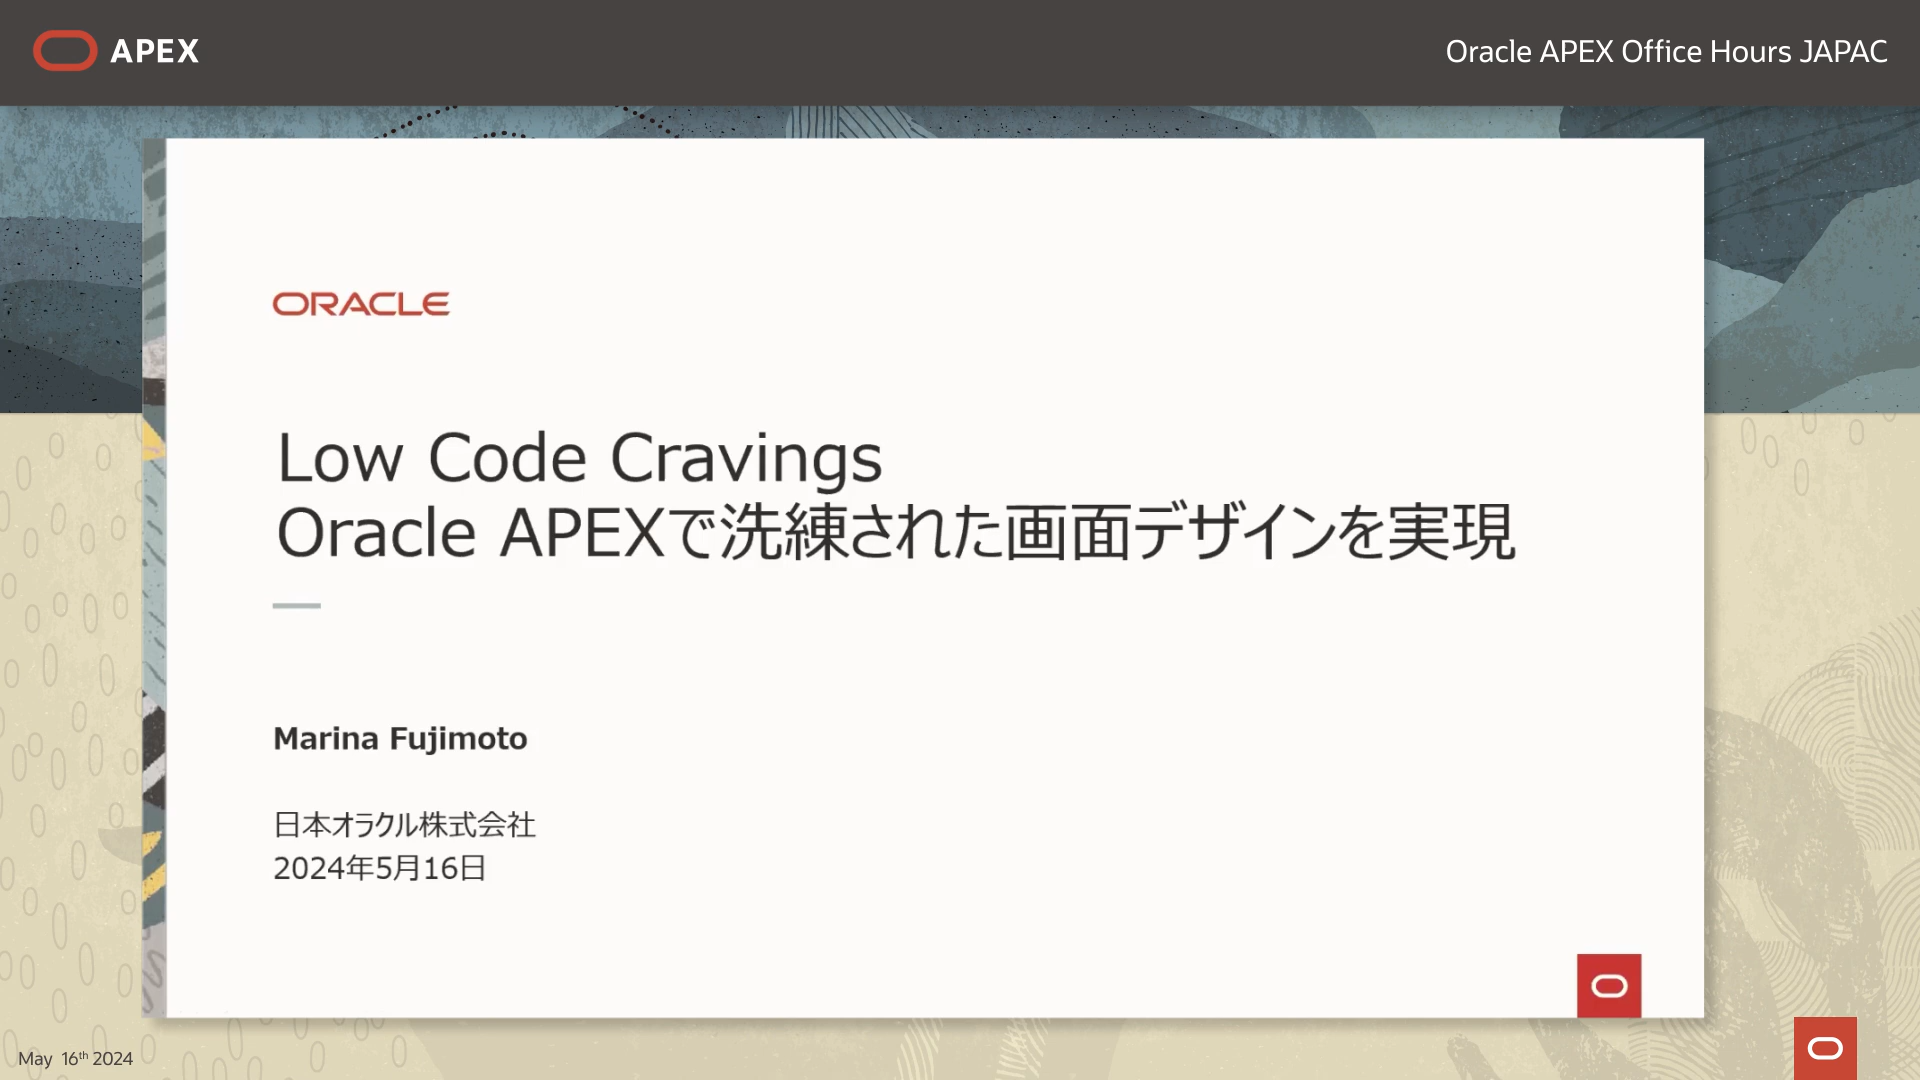 APEX
Oracle APEX Office Hours JAPAC
ORACLE
Low Code Cravings
Oracle APEXで洗練された画面デザインを実現
Marina Fujimoto
日本オラクル株式会社
2024年5月16日
May 16th 2024